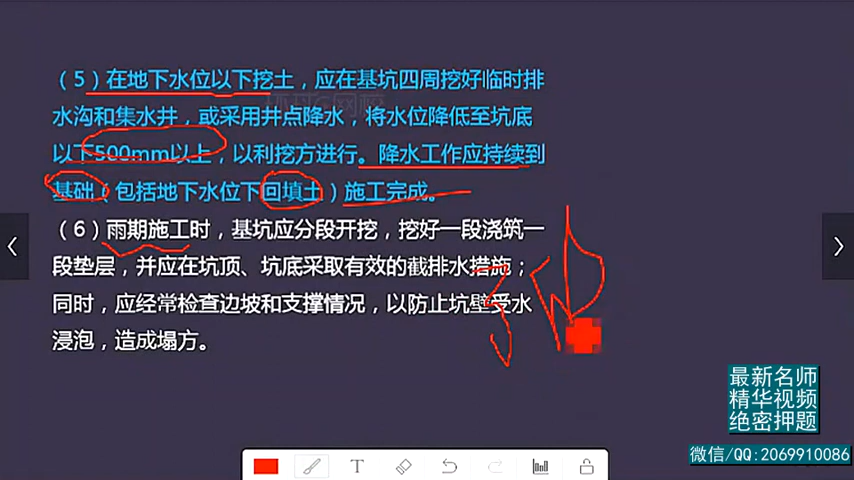 （5）在地下水位以下挖土，应在基坑四周挖好临时排
水沟和集水井，或采用井点降水，将水位降低至坑底
以下500mm以上，以利挖方进行。降水工作应持续到
基础（包括地下水位下回填土）施工完成。
（6）雨期施工时，基坑应分段开挖，挖好一段浇筑一
段垫层，并应在坑顶、坑底采取有效的截排水措施；
同时，应经常检查边坡和支撑情况，以防止坑壁受水
浸泡，造成塌方。
最新名师
精华视频
绝密押题
微信/QQ:2069910086
T